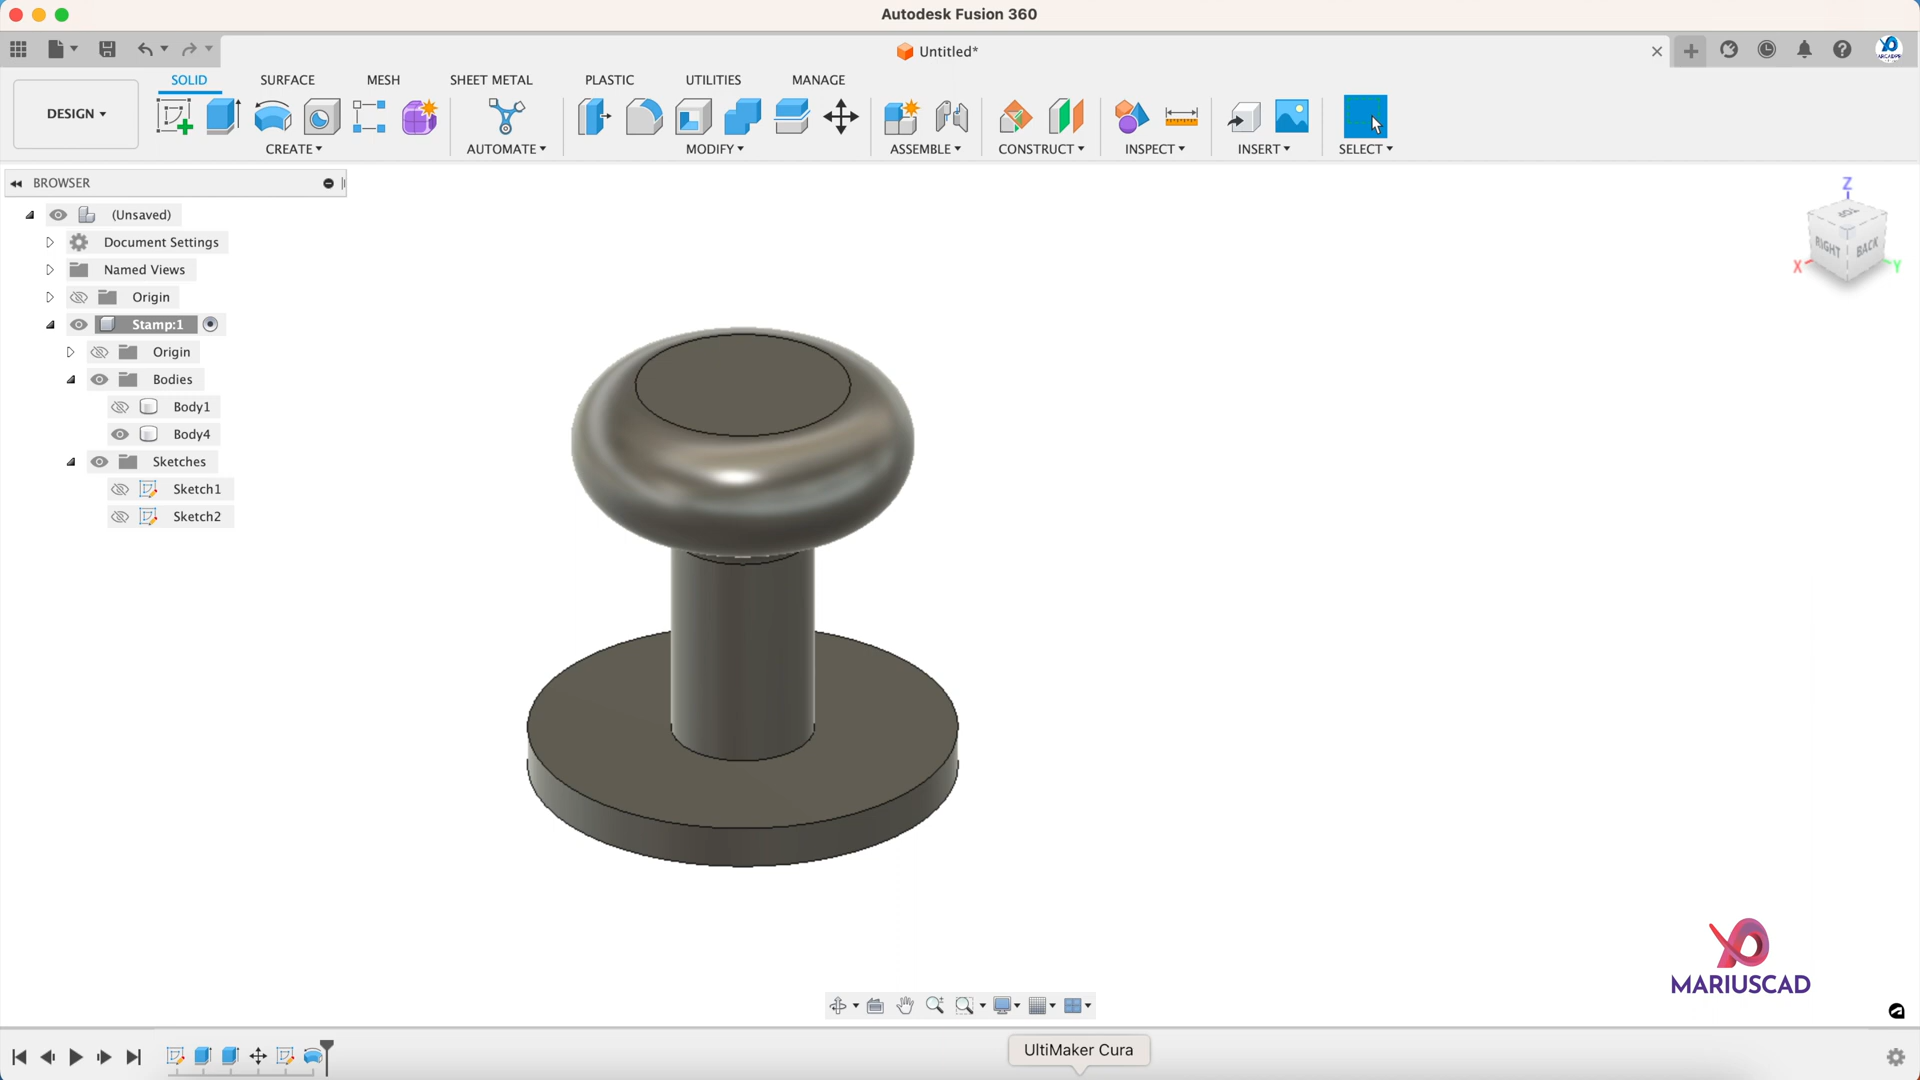 Autodesk Fusion 360
Untitled*
SOLID SURFACE MESH SHEET METAL PLASTIC UTILITIES MANAGE
DESIGN
CREATE AUTOMATE MODIFY ASSEMBLE CONSTRUCT INSPECT INSERT SELECT
BROWSER
(Unsaved)
Document Settings
Named Views
Origin
Stamp:1
Origin
Bodies
Body1
Body4
Sketches
Sketch1
Sketch2
Z
TOP
RIGHT BACK
X Y
MARIUSCAD
UltiMaker Cura